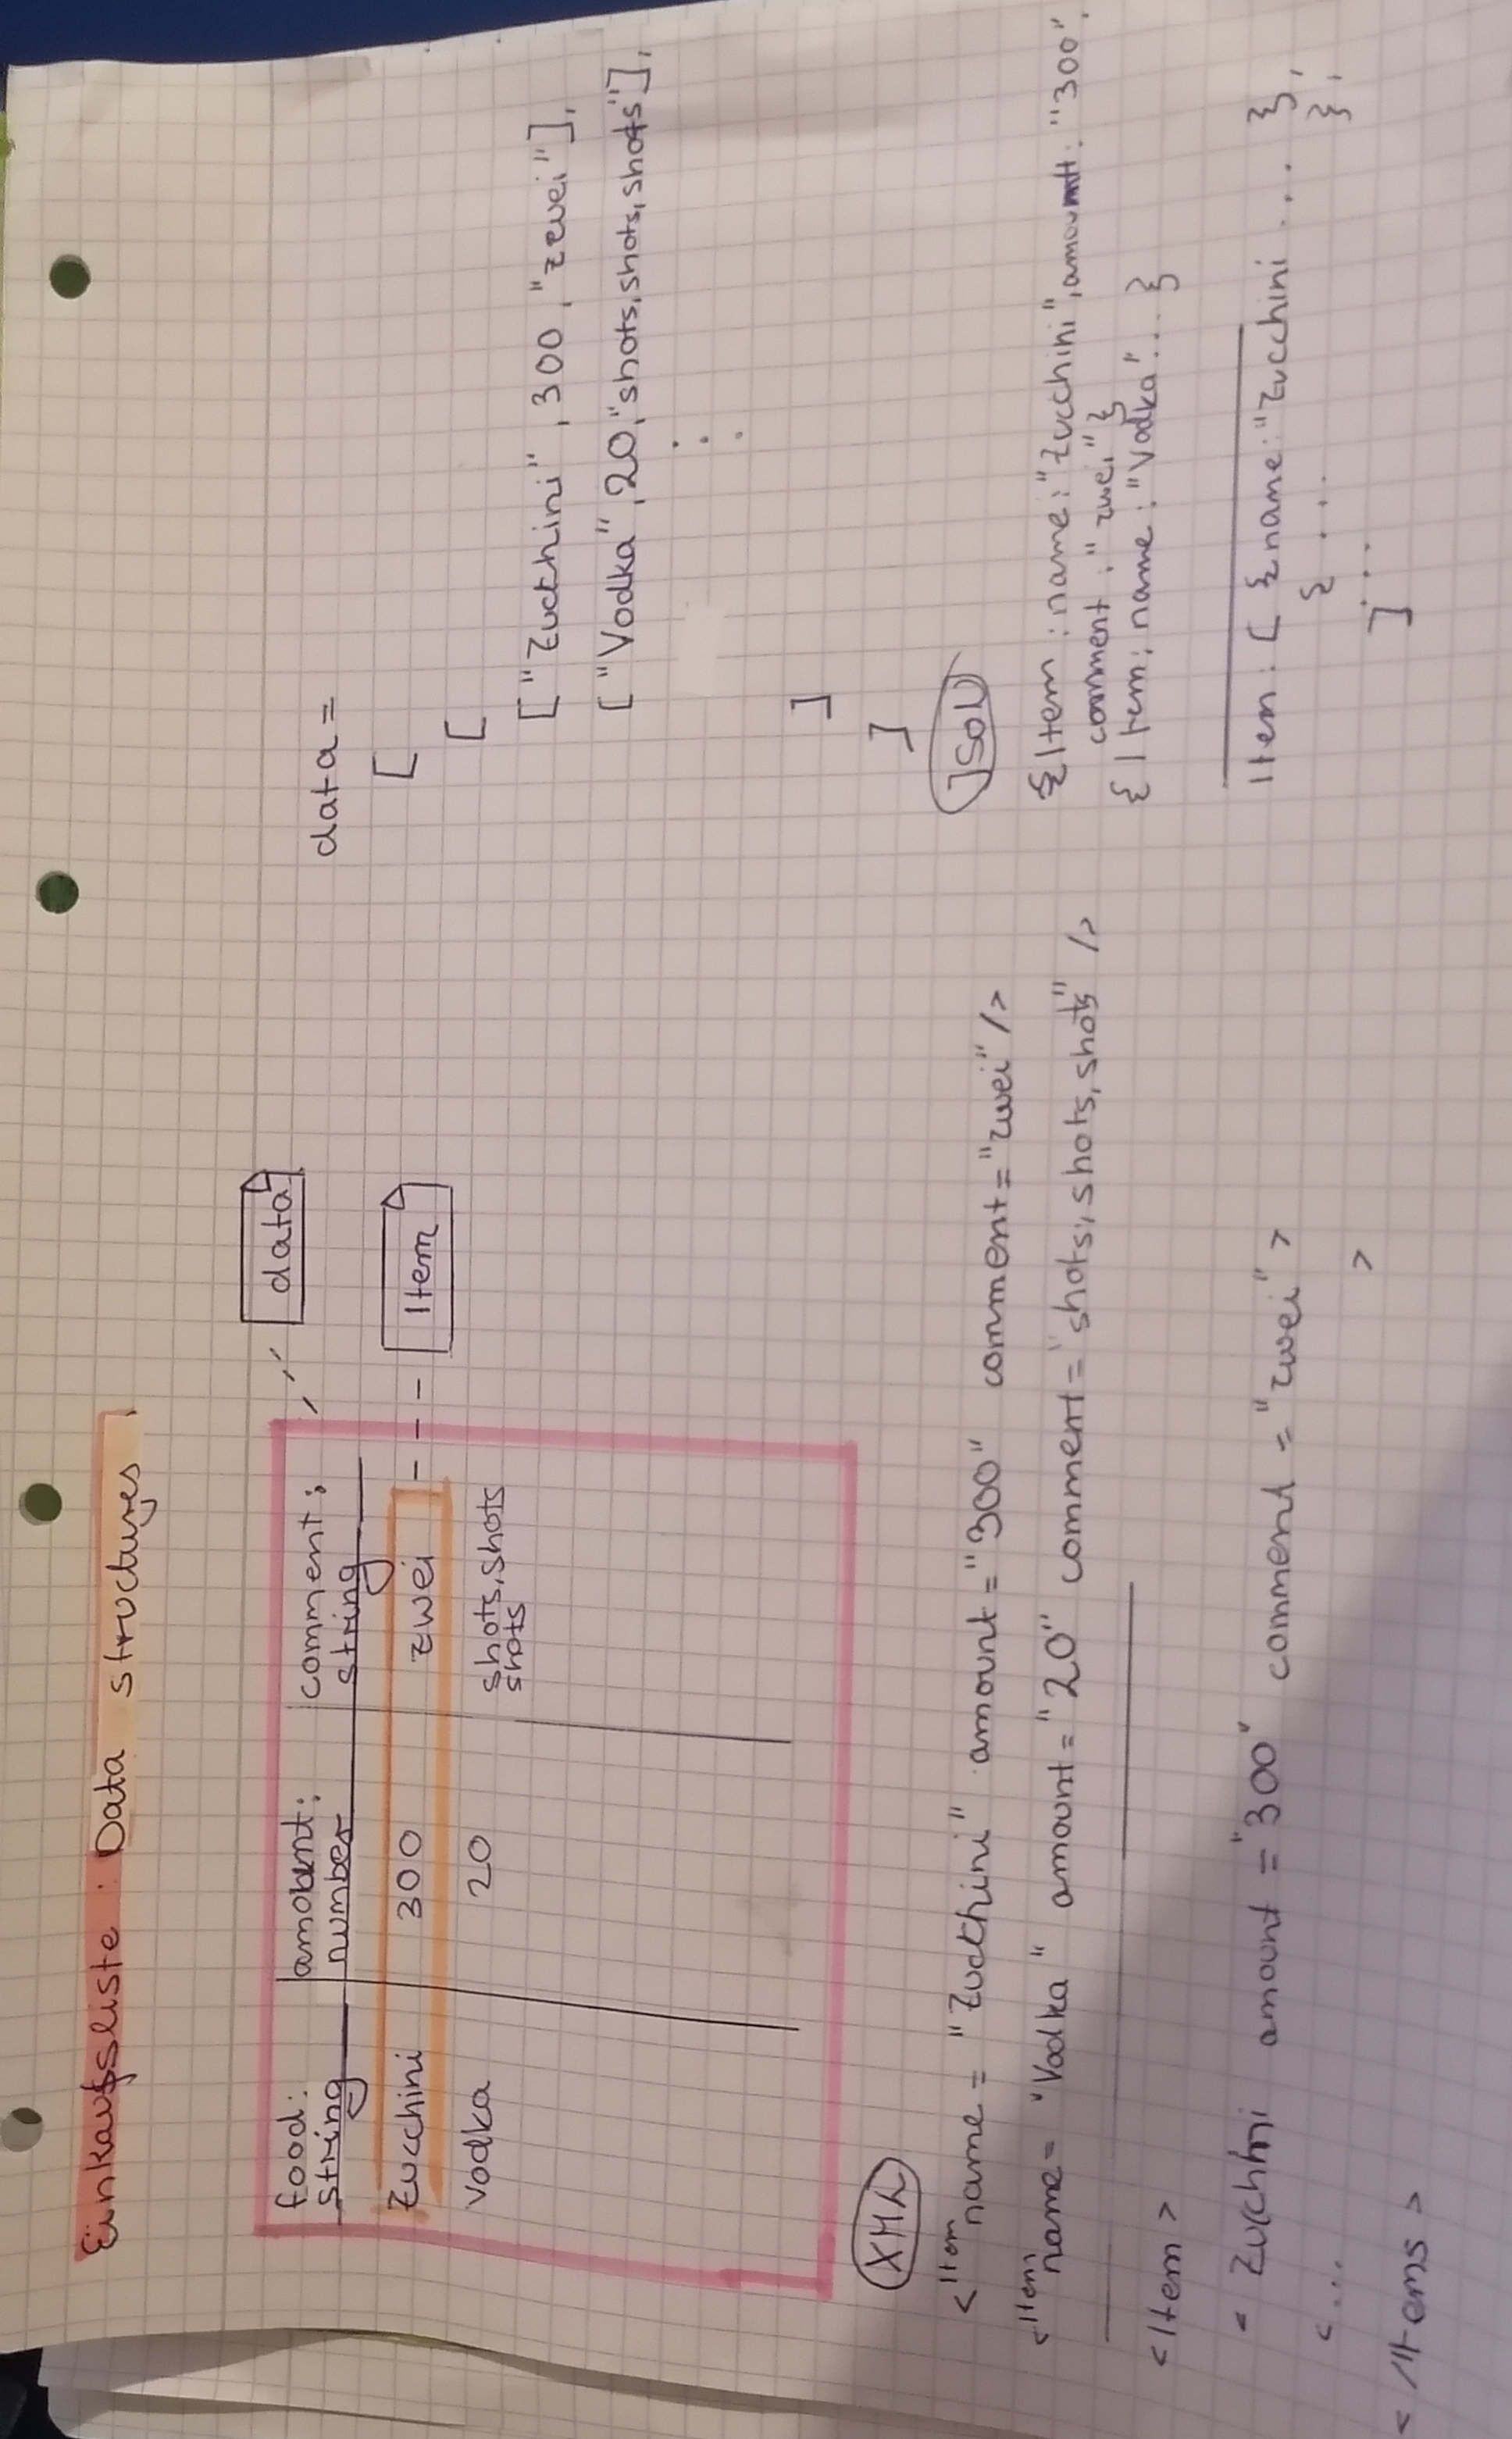 Einkaufsliste : Data structures
data
food: amount: comment:
string number string
Zucchini 300 zwei
Item
Vodka 20 shots, shots
shots
data =
[
[
["Zucchini", 300, "zwei"],
["Vodka", 20, "shots, shots, shots"],
:
]
]
XML
<Item name = "Zucchini" amount = "300" comment = "zwei" />
<Item name = "Vodka" amount = "20" comment = "shots, shots, shots" />
<Item>
< Zucchini amount = "300" commend = "zwei" >
<... >
< /Items >
JSON
{Item : name : "Zucchini", amount : "300",
comment : "zwei" }
{Item : name : "Vodka" ... }
Item : [ { name : "Zucchini ... },
{ ... },
...
]